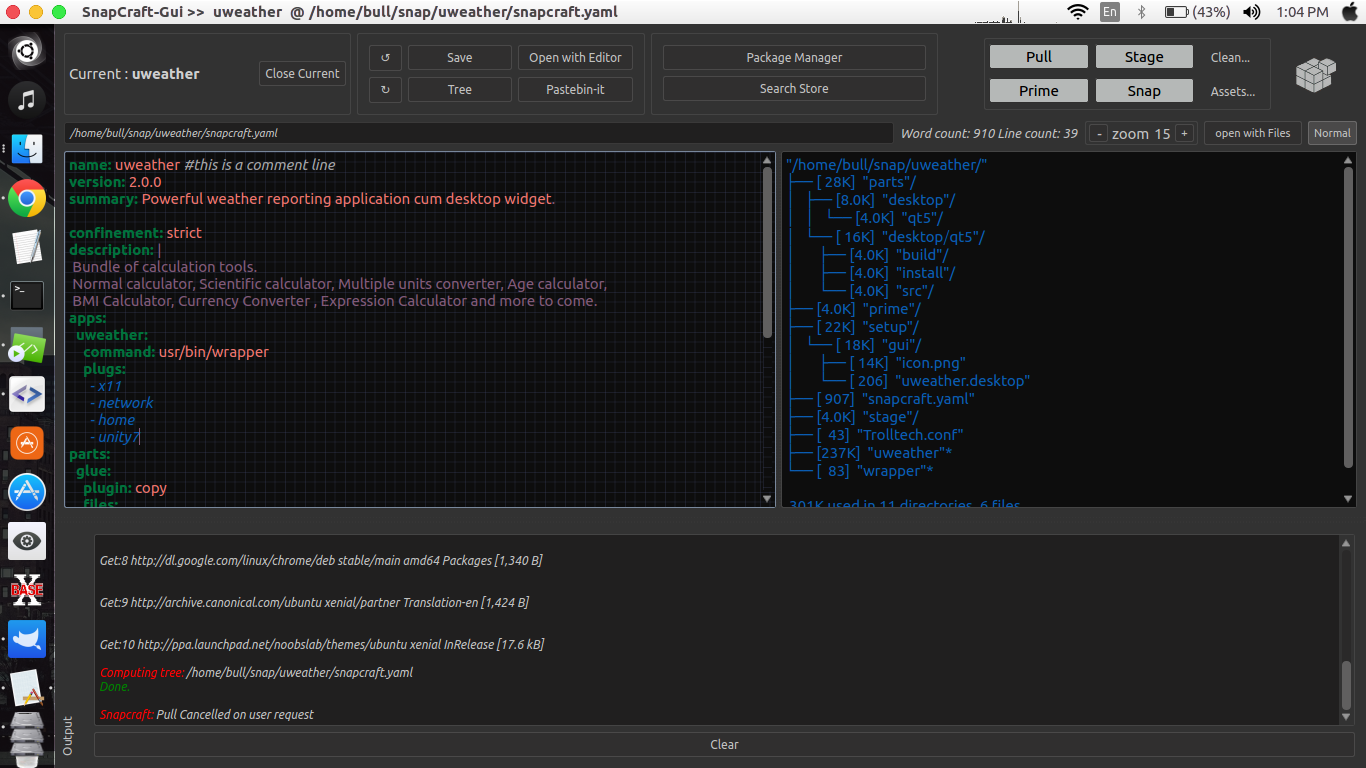 SnapCraft-Gui >> uweather @ /home/bull/snap/uweather/snapcraft.yaml
En
(43%)
1:04 PM
Current : uweather
Close Current
↺
Save
Open with Editor
↻
Tree
Pastebin-it
Package Manager
Search Store
Pull
Stage
Clean...
Prime
Snap
Assets...
/home/bull/snap/uweather/snapcraft.yaml
Word count: 910 Line count: 39
- zoom 15 +
open with Files
Normal
name: uweather #this is a comment line
version: 2.0.0
summary: Powerful weather reporting application cum desktop widget.
confinement: strict
description: |
Bundle of calculation tools.
Normal calculator, Scientific calculator, Multiple units converter, Age calculator,
BMI Calculator, Currency Converter , Expression Calculator and more to come.
apps:
uweather:
command: usr/bin/wrapper
plugs:
- x11
- network
- home
- unity7
parts:
glue:
plugin: copy
files:
"/home/bull/snap/uweather/"
├── [ 28K] "parts"/
│ ├── [8.0K] "desktop"/
│ │ └── [4.0K] "qt5"/
│ └── [ 16K] "desktop/qt5"/
│ ├── [4.0K] "build"/
│ ├── [4.0K] "install"/
│ └── [4.0K] "src"/
├── [4.0K] "prime"/
├── [ 22K] "setup"/
│ └── [ 18K] "gui"/
│ ├── [ 14K] "icon.png"
│ └── [ 206] "uweather.desktop"
├── [ 907] "snapcraft.yaml"
├── [4.0K] "stage"/
├── [ 43] "Trolltech.conf"
├── [237K] "uweather"*
└── [ 83] "wrapper"*
301K used in 11 directories, 6 files
Get:8 http://dl.google.com/linux/chrome/deb stable/main amd64 Packages [1,340 B]
Get:9 http://archive.canonical.com/ubuntu xenial/partner Translation-en [1,424 B]
Get:10 http://ppa.launchpad.net/noobslab/themes/ubuntu xenial InRelease [17.6 kB]
Computing tree: /home/bull/snap/uweather/snapcraft.yaml
Done.
Snapcraft: Pull Cancelled on user request
Output
Clear
X
BASE